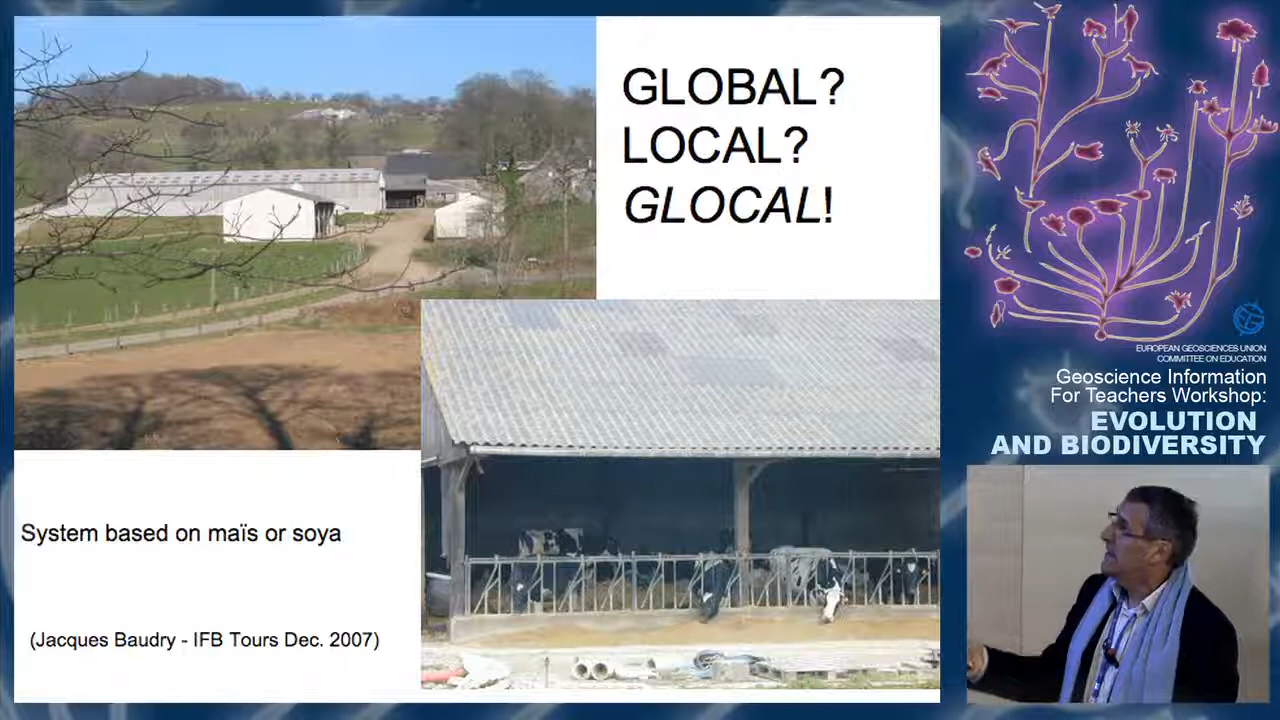 GLOBAL?
LOCAL?
GLOCAL!
System based on maïs or soya
(Jacques Baudry - IFB Tours Dec. 2007)
EUROPEAN GEOSCIENCES UNION
COMMITTEE ON EDUCATION
Geoscience Information
For Teachers Workshop:
EVOLUTION
AND BIODIVERSITY